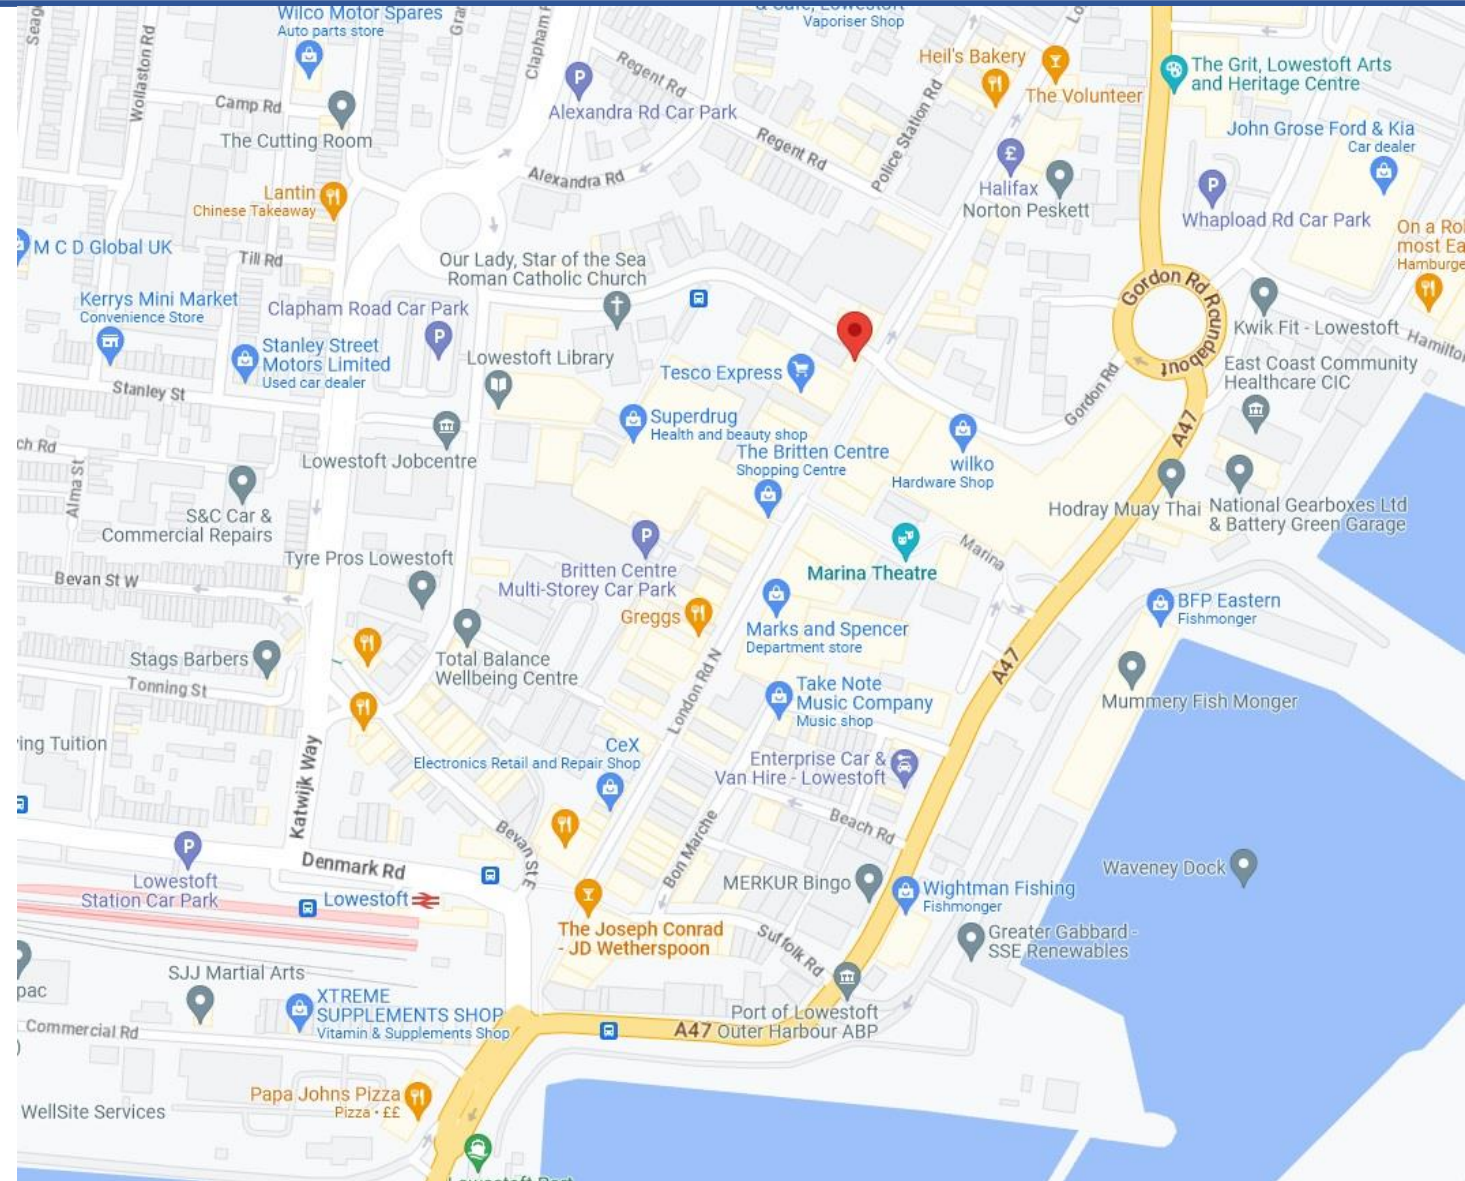 Wilco Motor Spares
Auto parts store
& Safe, Lowestoft
Vaporiser Shop
Seag
Wollaston Rd
Gra
Clapham R
Lo
Regent Rd
Heil's Bakery
The Volunteer
The Grit, Lowestoft Arts
and Heritage Centre
Camp Rd
The Cutting Room
Alexandra Rd Car Park
Regent Rd
Police Station Rd
John Grose Ford & Kia
Car dealer
Alexandra Rd
Lantin
Chinese Takeaway
Halifax
Norton Peskett
Whapload Rd Car Park
On a Rol
most Ea
Hamburge
M C D Global UK
Till Rd
Our Lady, Star of the Sea
Roman Catholic Church
Gordon Rd Roundabout
Kerrys Mini Market
Convenience Store
Clapham Road Car Park
Kwik Fit - Lowestoft
Hamilto
Stanley Street
Motors Limited
Used car dealer
Lowestoft Library
Tesco Express
East Coast Community
Healthcare CIC
Stanley St
Gordon Rd
Superdrug
Health and beauty shop
A47
ch Rd
Lowestoft Jobcentre
The Britten Centre
Shopping Centre
wilko
Hardware Shop
Alma St
S&C Car &
Commercial Repairs
Hodray Muay Thai
National Gearboxes Ltd
& Battery Green Garage
Tyre Pros Lowestoft
Britten Centre
Multi-Storey Car Park
Marina Theatre
Marina
Bevan St W
Greggs
Marks and Spencer
Department store
BFP Eastern
Fishmonger
Stags Barbers
Total Balance
Wellbeing Centre
A47
Tonning St
London Rd N
Take Note
Music Company
Music shop
Mummery Fish Monger
ing Tuition
CeX
Electronics Retail and Repair Shop
Enterprise Car &
Van Hire - Lowestoft
Katwijk Way
Beach Rd
Bevan St E
Bon Marche
Denmark Rd
Lowestoft
Station Car Park
Lowestoft
MERKUR Bingo
Waveney Dock
Wightman Fishing
Fishmonger
The Joseph Conrad
- JD Wetherspoon
Suffolk Rd
Greater Gabbard -
SSE Renewables
SJJ Martial Arts
pac
XTREME
SUPPLEMENTS SHOP
Vitamin & Supplements Shop
Port of Lowestoft
Outer Harbour ABP
A47
Commercial Rd
)
Papa Johns Pizza
Pizza · ££
WellSite Services
Lowestoft Port